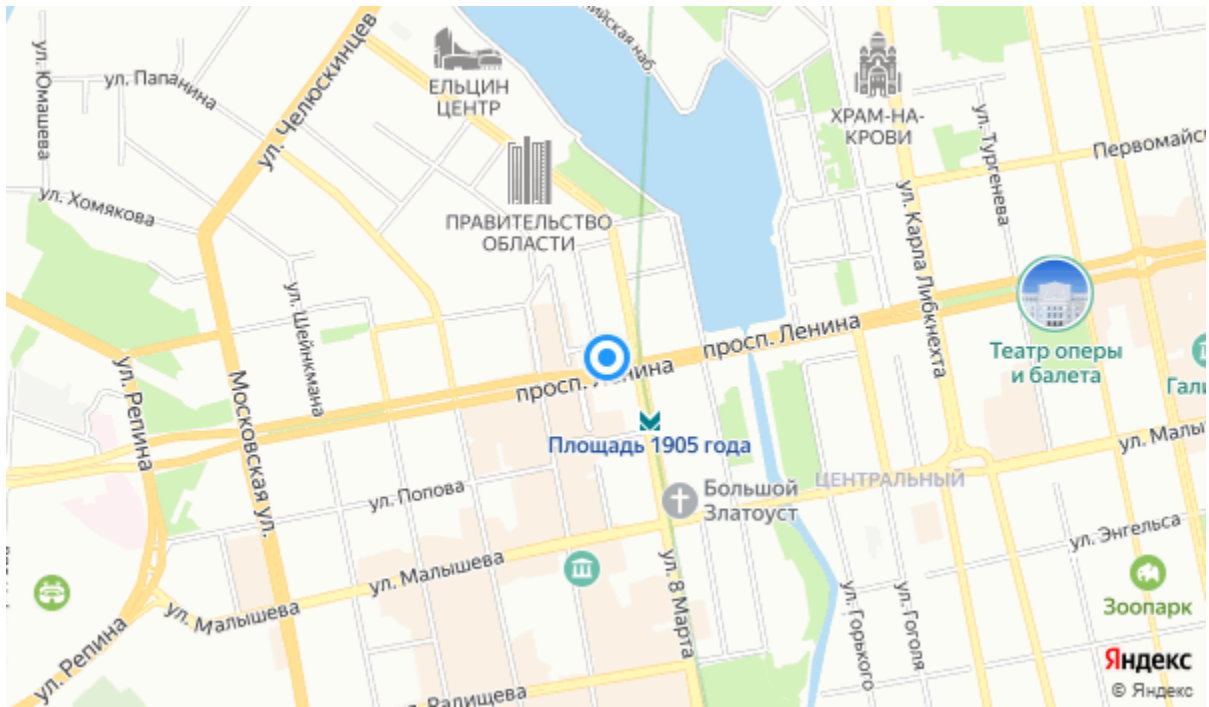 ийская наб.
ул. Юмашева
ул. Папанина
ул. Челюскинцев
ЕЛЬЦИН
ЦЕНТР
ХРАМ-НА-
КРОВИ
ул. Тургенева
Первомайс
ул. Хомякова
ПРАВИТЕЛЬСТВО
ОБЛАСТИ
ул. Карла Либкнехта
ул. Шейнкмана
просп. Ленина
Театр оперы
и балета
Гали
просп. Ленина
ул. Репина
Московская ул.
Площадь 1905 года
ул. Малы
ул. Попова
Большой
Златоуст
ЦЕНТРАЛЬНЫЙ
ул. Энгельса
ул. Малышева
ул. 8 Марта
ул. Малышева
ул. Горького
ул. Гоголя
Зоопарк
ул. Репина
Яндекс
© Яндекс